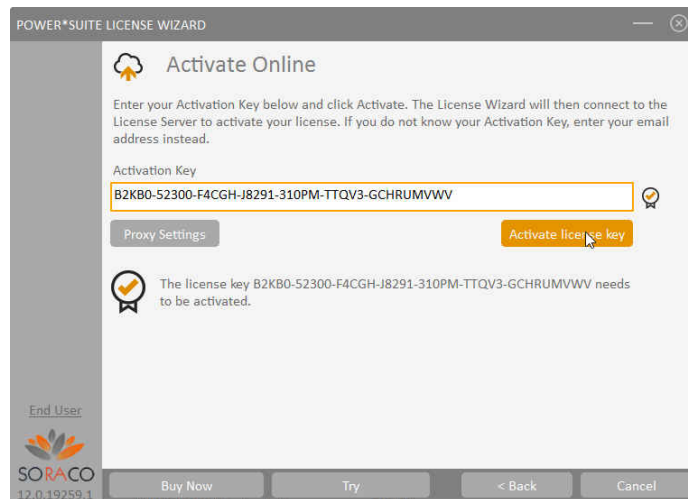 POWER*SUITE LICENSE WIZARD
Activate Online
Enter your Activation Key below and click Activate. The License Wizard will then connect to the
License Server to activate your license. If you do not know your Activation Key, enter your email
address instead.
Activation Key
B2KB0-52300-F4CGH-J8291-310PM-TTQV3-GCHRUMVWV
Proxy Settings
Activate license key
The license key B2KB0-52300-F4CGH-J8291-310PM-TTQV3-GCHRUMVWV needs
to be activated.
End User
SORACO
12.0.19259.1
Buy Now
Try
< Back
Cancel